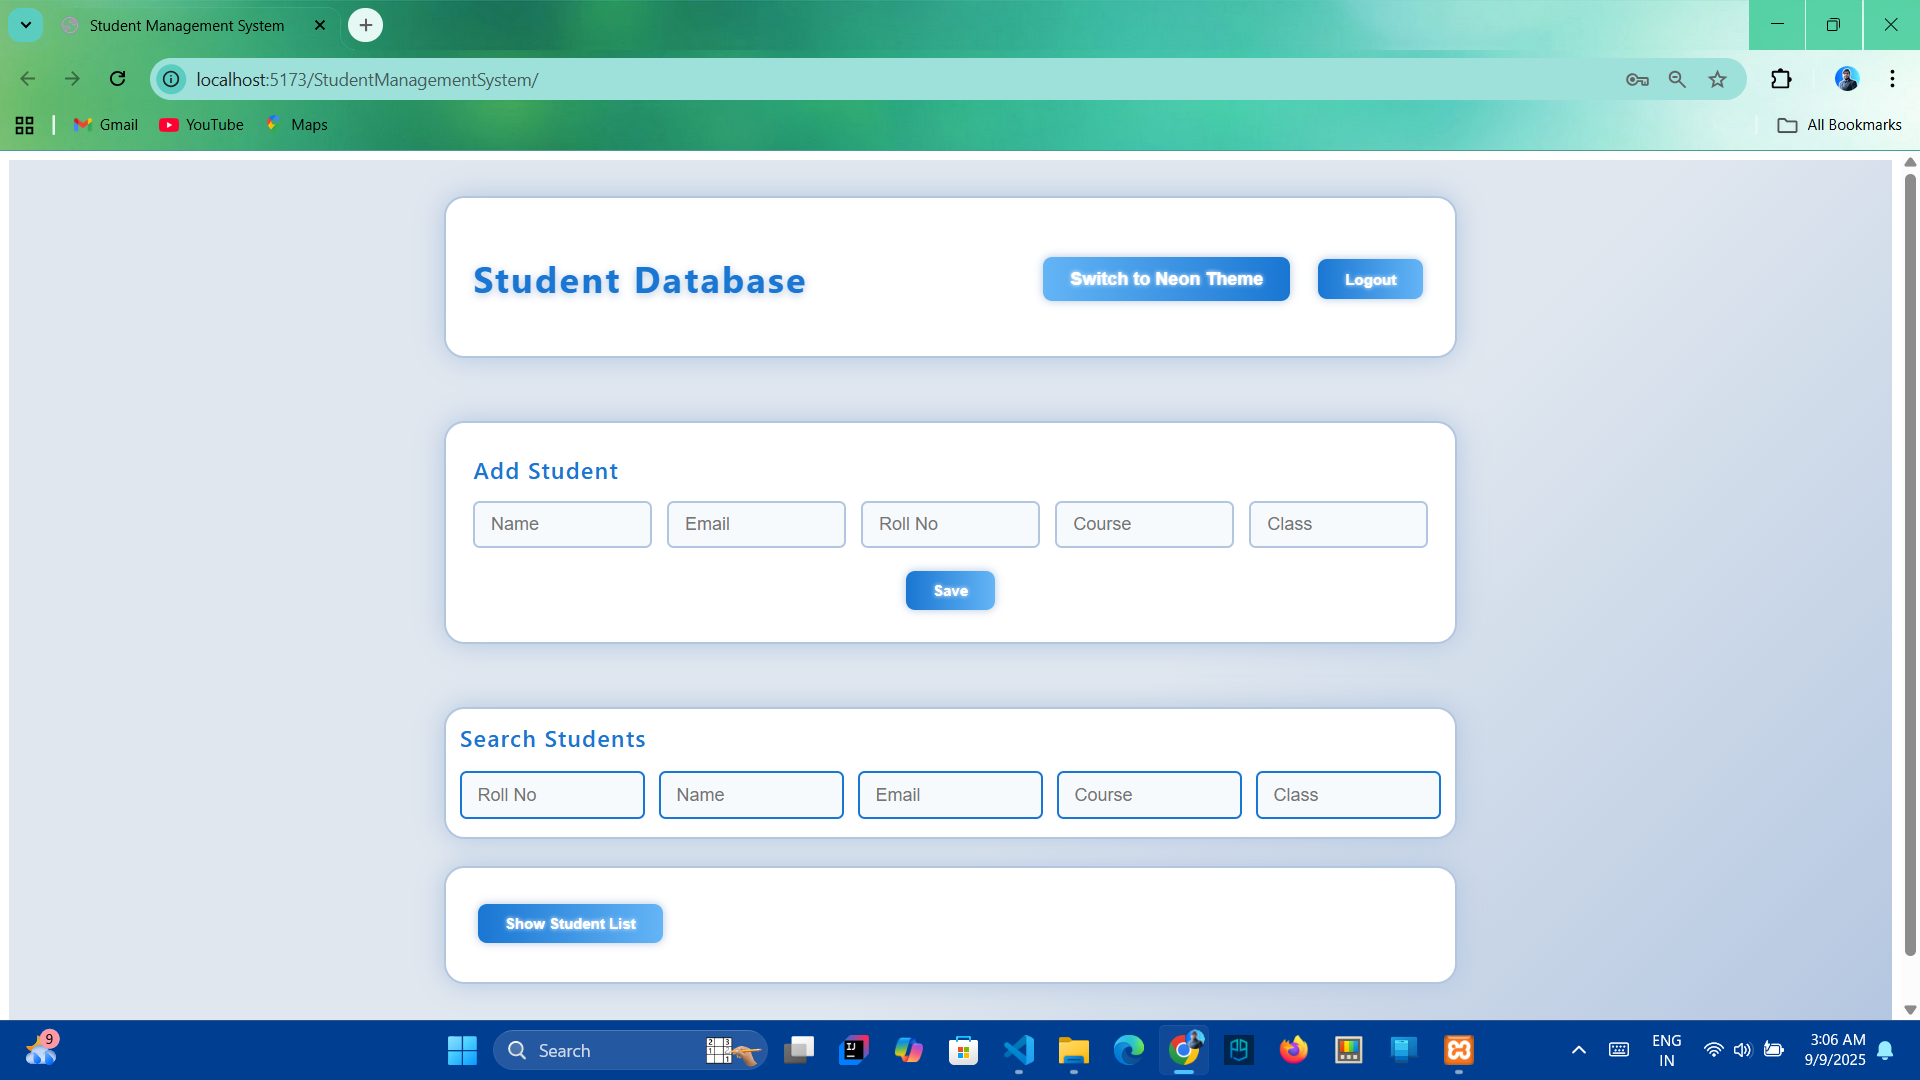 Student Management System
localhost:5173/StudentManagementSystem/
Gmail YouTube Maps All Bookmarks
Student Database Switch to Neon Theme Logout
Add Student
Name Email Roll No Course Class
Save
Search Students
Roll No Name Email Course Class
Show Student List
9 Search ENG 3:06 AM
IN 9/9/2025